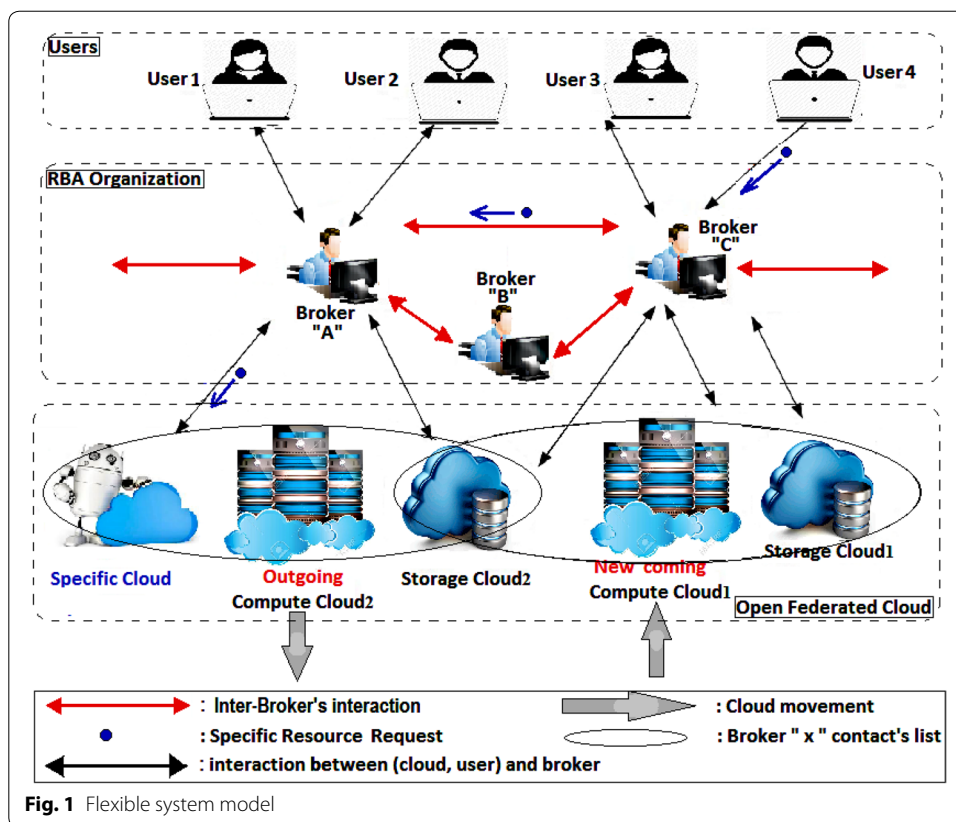 Users
User 1
User 2
User 3
User 4
RBA Organization
Broker
"C"
Broker
"B"
Broker
"A"
Specific Cloud
Outgoing
Compute Cloud2
Storage Cloud2
New coming
Compute Cloud1
Storage Cloud1
Open Federated Cloud
: Inter-Broker's interaction
: Cloud movement
: Specific Resource Request
: Broker " x " contact's list
: interaction between (cloud, user) and broker
Fig. 1 Flexible system model